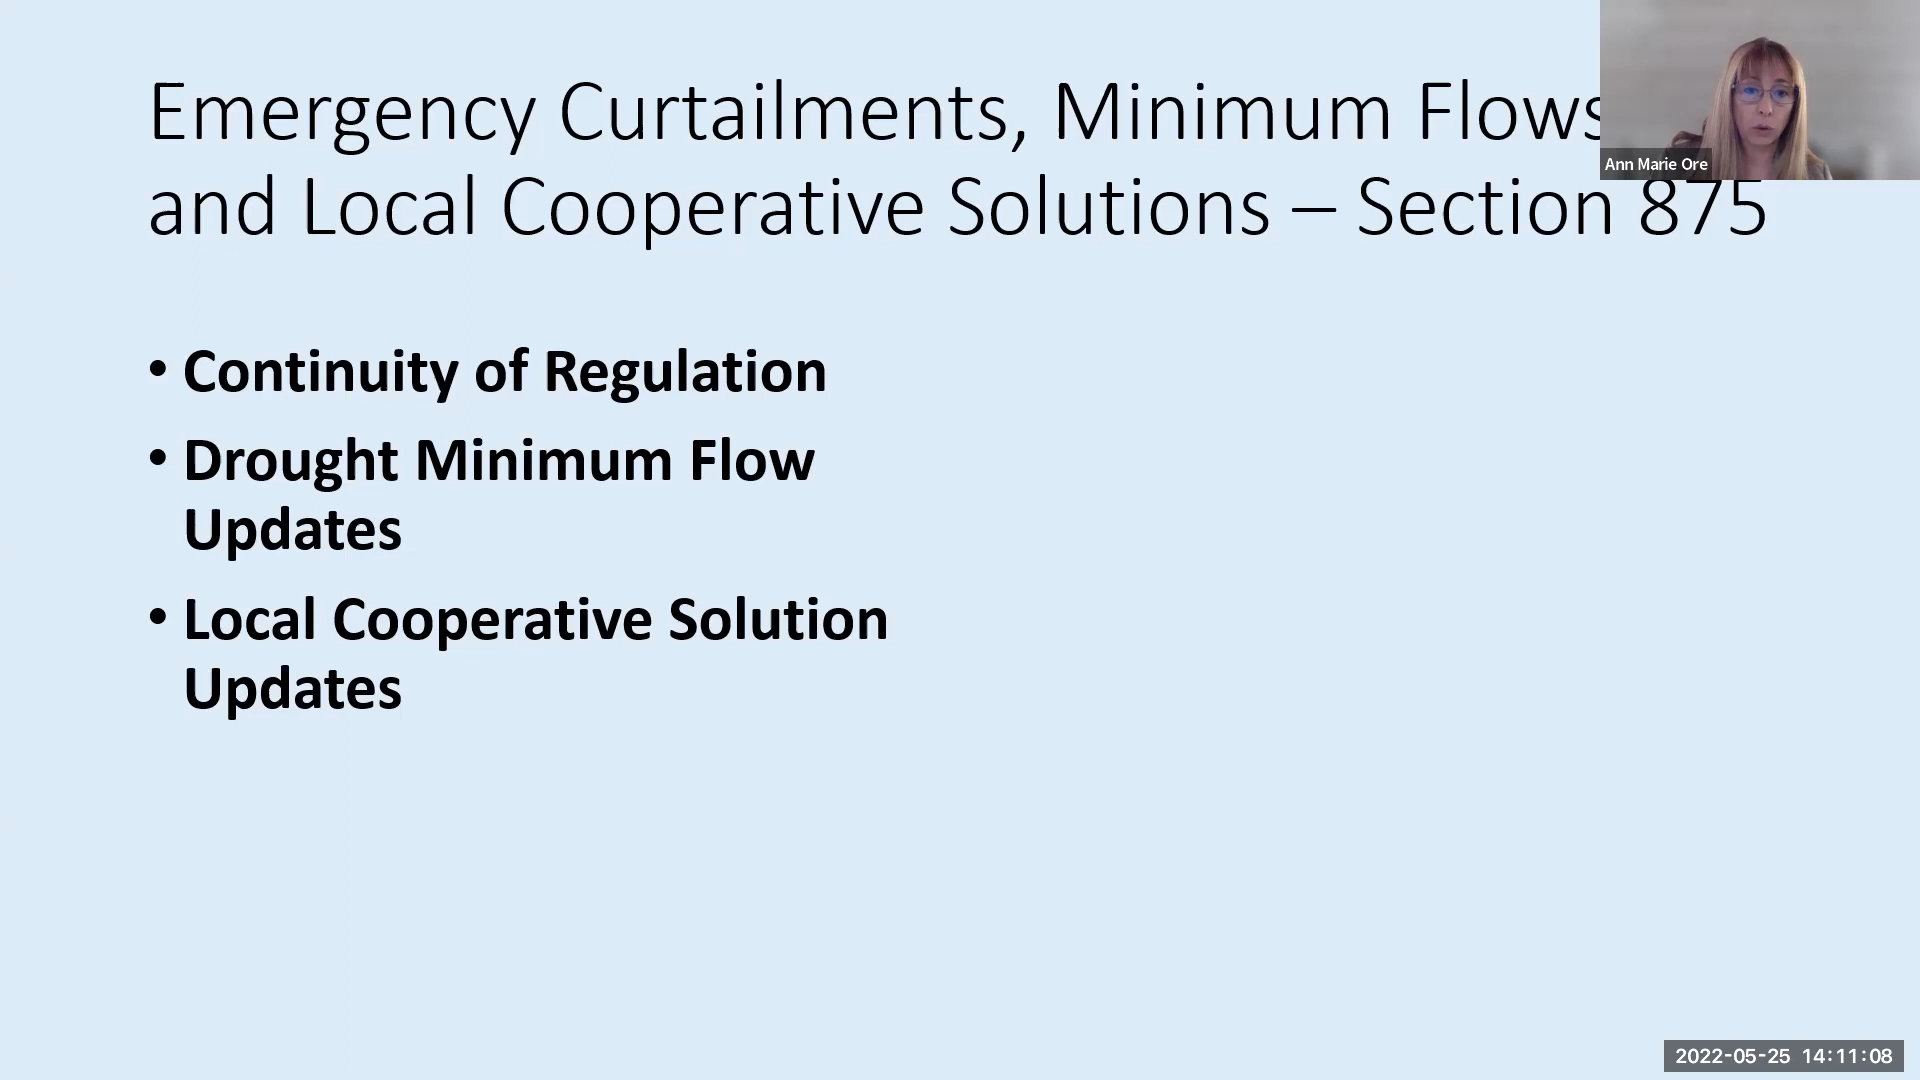 Emergency Curtailments, Minimum Flows
and Local Cooperative Solutions – Section 875
Ann Marie Ore
• Continuity of Regulation
• Drought Minimum Flow
Updates
• Local Cooperative Solution
Updates
2022-05-25 14:11:08